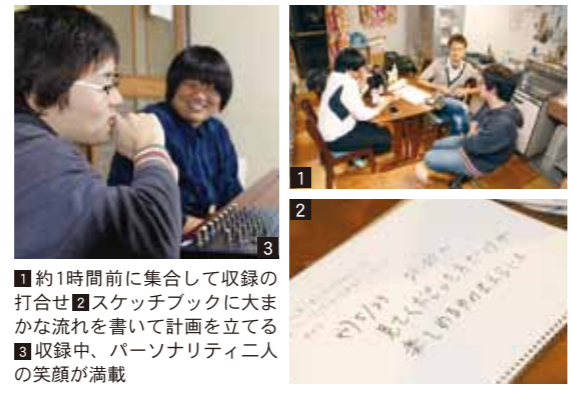 3
1
2
1 約1時間前に集合して収録の
打合せ 2 スケッチブックに大ま
かな流れを書いて計画を立てる
3 収録中、パーソナリティ二人
の笑顔が満載